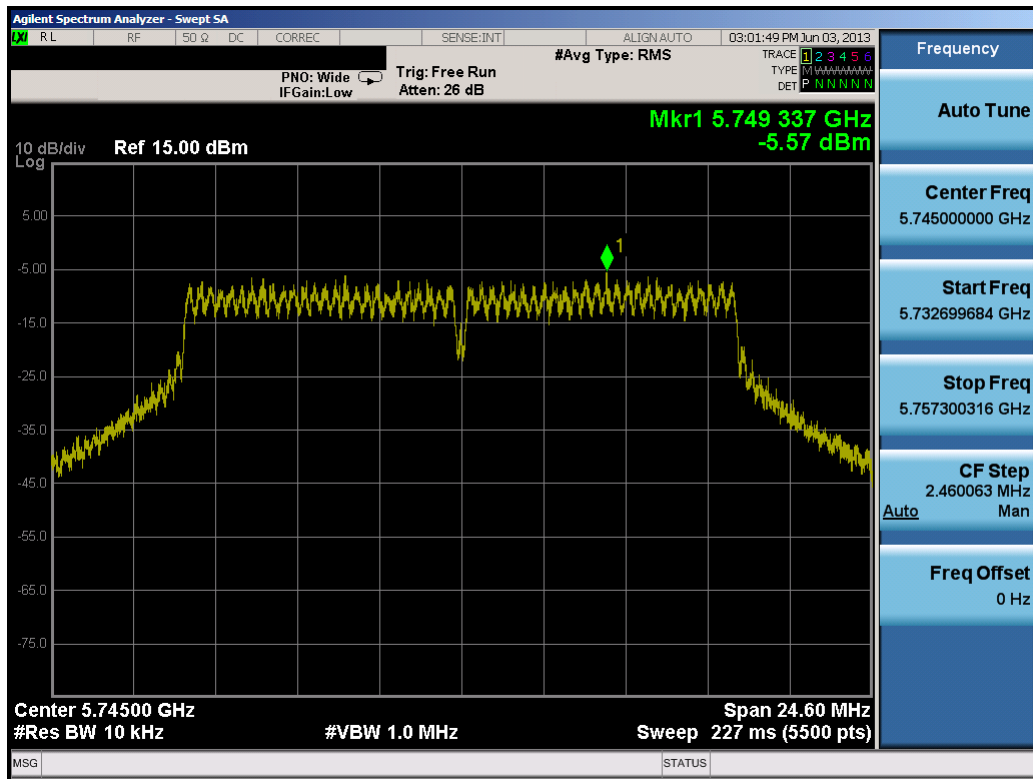 Agilent Spectrum Analyzer - Swept SA
LXI RL RF 50 Ω DC CORREC SENSE:INT ALIGNAUTO 03:01:49 PM Jun 03, 2013
#Avg Type: RMS
TRACE 1 2 3 4 5 6
TYPE M WWWWW
DET P N N N N N
PNO: Wide Trig: Free Run
IFGain:Low Atten: 26 dB
Mkr1 5.749 337 GHz
-5.57 dBm
10 dB/div Ref 15.00 dBm
Log
1
5.00
-5.00
-15.0
-25.0
-35.0
-45.0
-55.0
-65.0
-75.0
Center 5.74500 GHz Span 24.60 MHz
#Res BW 10 kHz #VBW 1.0 MHz Sweep 227 ms (5500 pts)
MSG STATUS
Frequency
Auto Tune
Center Freq
5.745000000 GHz
Start Freq
5.732699684 GHz
Stop Freq
5.757300316 GHz
CF Step
2.460063 MHz
Auto Man
Freq Offset
0 Hz